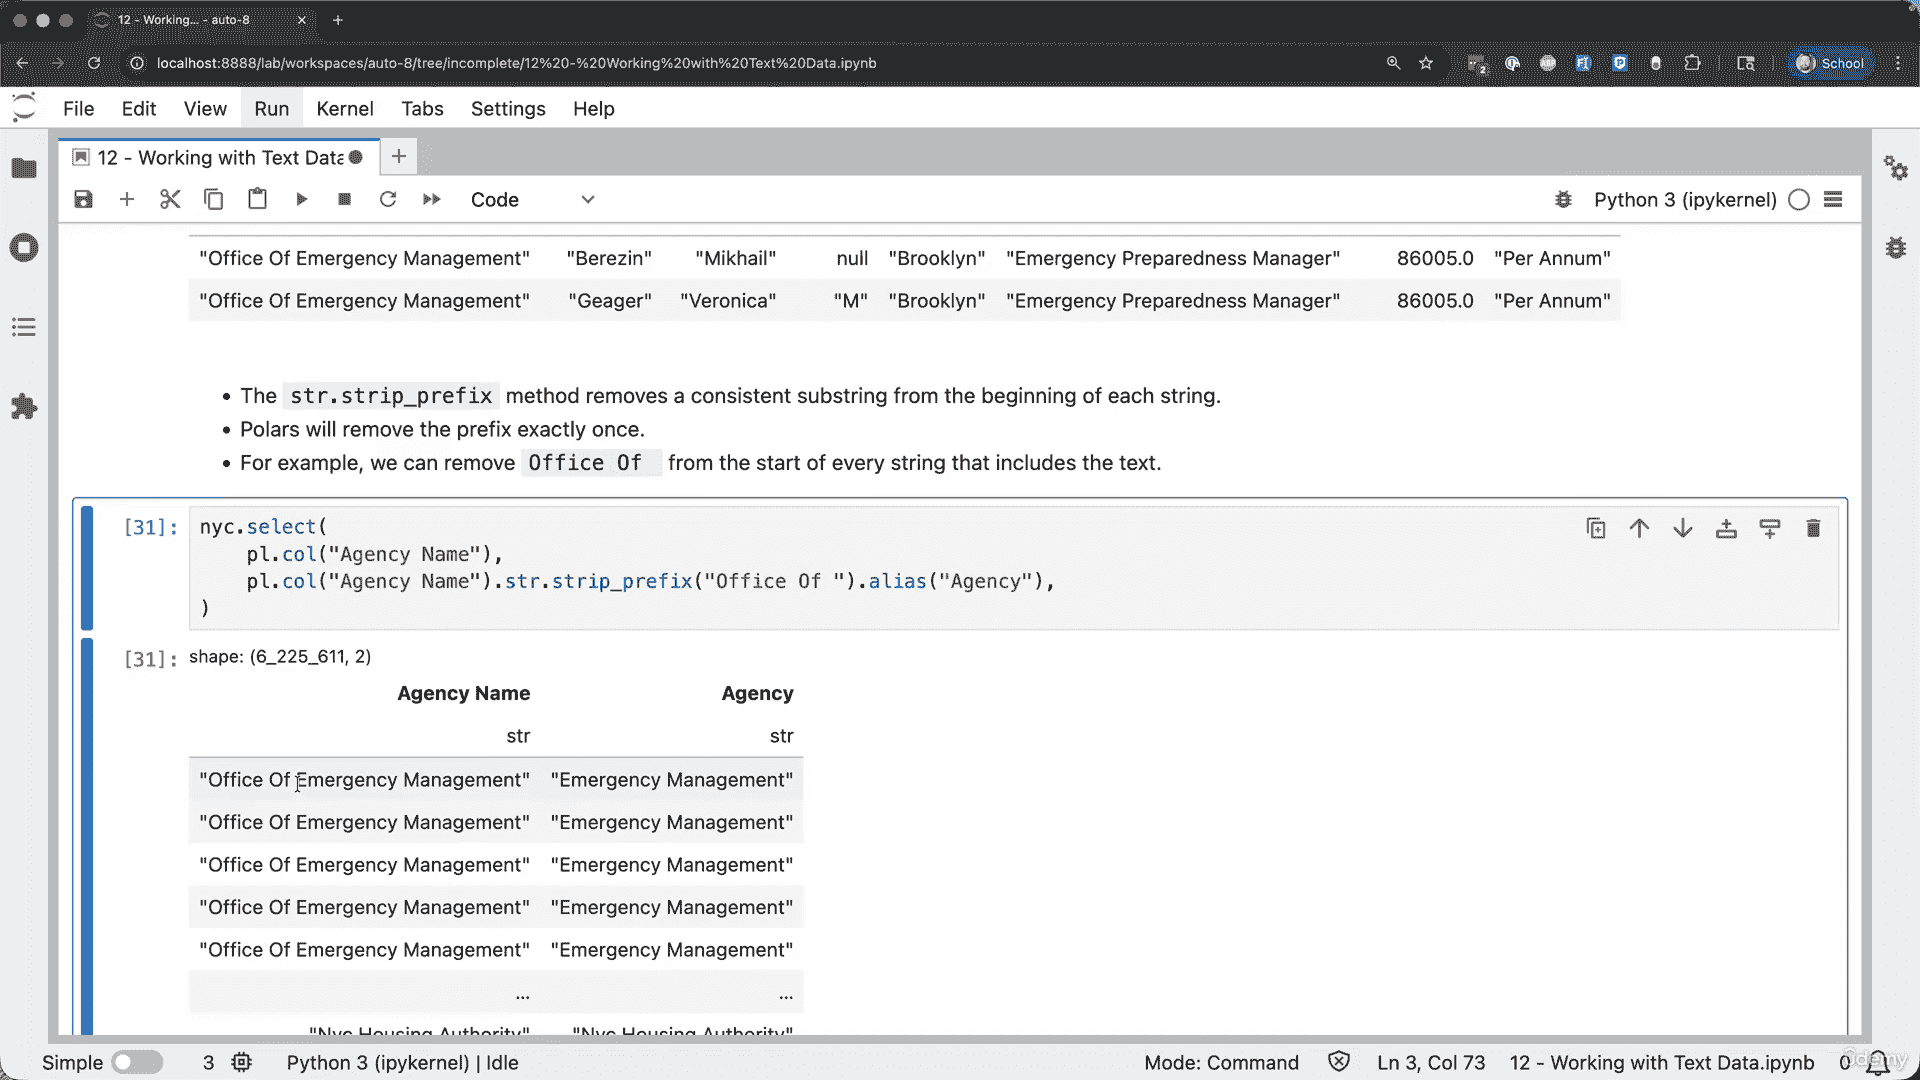 12 - Working... - auto-8
localhost:8888/lab/workspaces/auto-8/tree/incomplete/12%20-%20Working%20with%20Text%20Data.ipynb
2
School
File Edit View Run Kernel Tabs Settings Help
12 - Working with Text Data
Code
Python 3 (ipykernel)
"Office Of Emergency Management" "Berezin" "Mikhail" null "Brooklyn" "Emergency Preparedness Manager" 86005.0 "Per Annum"
"Office Of Emergency Management" "Geager" "Veronica" "M" "Brooklyn" "Emergency Preparedness Manager" 86005.0 "Per Annum"
• The str.strip_prefix method removes a consistent substring from the beginning of each string.
• Polars will remove the prefix exactly once.
• For example, we can remove Office Of from the start of every string that includes the text.
[31]: nyc.select(
pl.col("Agency Name"),
pl.col("Agency Name").str.strip_prefix("Office Of ").alias("Agency"),
)
[31]: shape: (6_225_611, 2)
Agency Name Agency
str str
"Office Of Emergency Management" "Emergency Management"
"Office Of Emergency Management" "Emergency Management"
"Office Of Emergency Management" "Emergency Management"
"Office Of Emergency Management" "Emergency Management"
"Office Of Emergency Management" "Emergency Management"
… …
"Nyc Housing Authority" "Nyc Housing Authority"
Simple 3 Python 3 (ipykernel) | Idle Mode: Command Ln 3, Col 73 12 - Working with Text Data.ipynb 0
Udemy